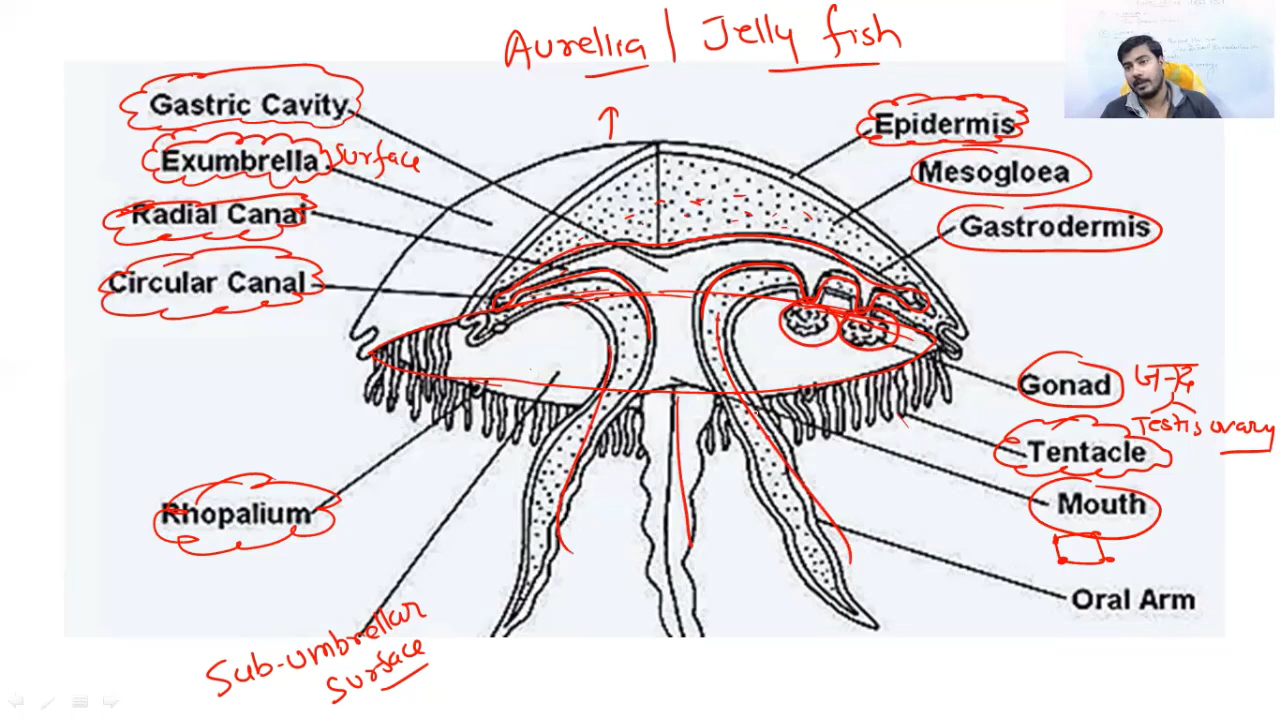 Aurellia | Jelly fish
Gastric Cavity
Exumbrella surface
Radial Canal
Circular Canal
Rhopalium
Sub-umbrellar
surface
Epidermis
Mesogloea
Gastrodermis
Gonad
Testis ovary
Tentacle
Mouth
Oral Arm